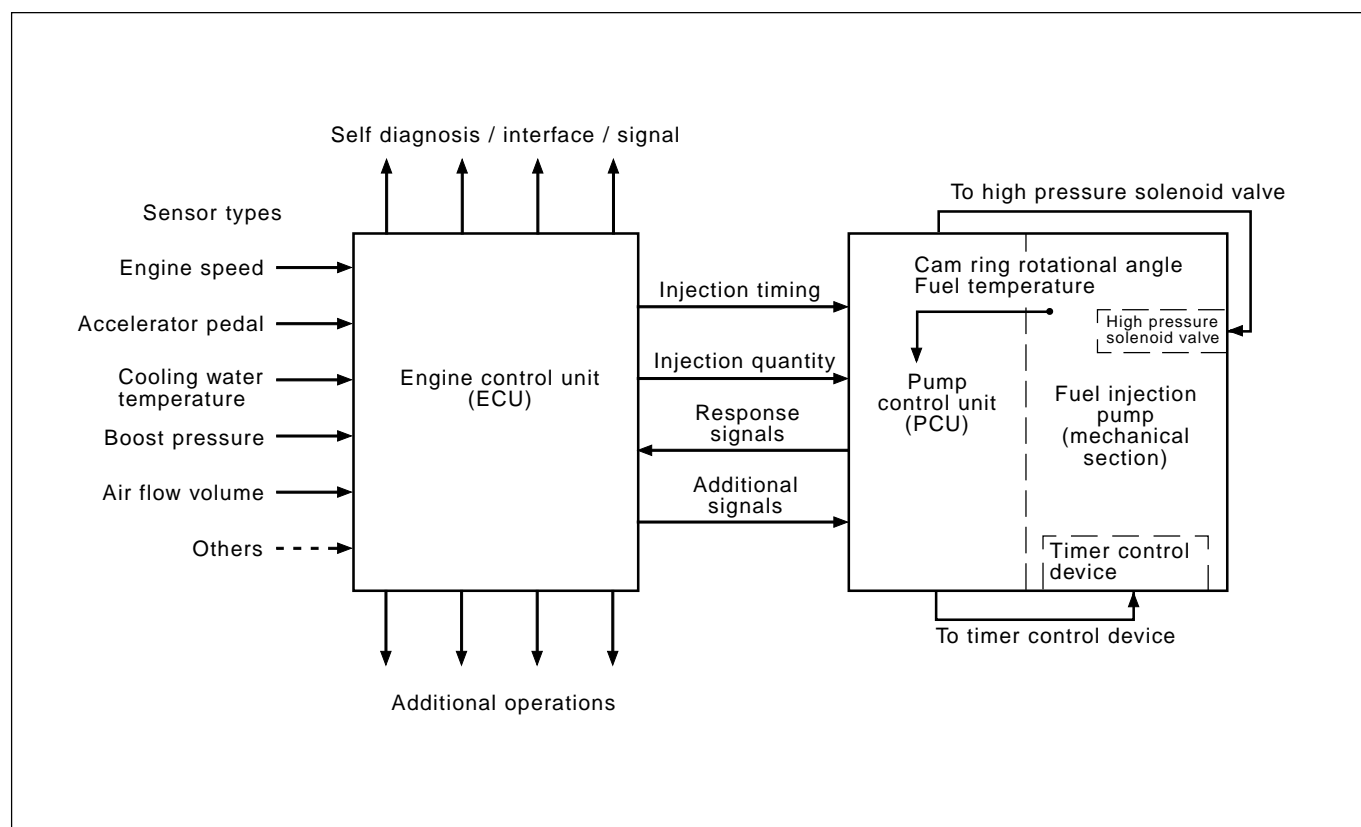 Self diagnosis / interface / signal
Sensor types
Engine speed
Accelerator pedal
Cooling water
temperature
Boost pressure
Air flow volume
Others
Engine control unit
(ECU)
Additional operations
Injection timing
Injection quantity
Response
signals
Additional
signals
To high pressure solenoid valve
Cam ring rotational angle
Fuel temperature
High pressure
solenoid valve
Pump
control unit
(PCU)
Fuel injection
pump
(mechanical
section)
Timer control
device
To timer control device